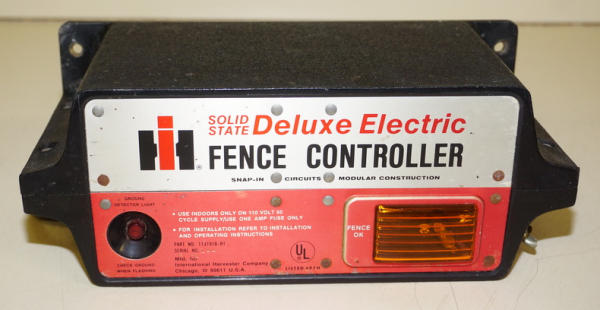 SOLID
STATE Deluxe Electric
IH
FENCE CONTROLLER
SNAP-IN CIRCUITS MODULAR CONSTRUCTION
GROUND
DETECTOR LIGHT
CHECK GROUND
WHEN FLASHING
• USE INDOORS ONLY ON 110 VOLT 60
CYCLE SUPPLY/USE ONE AMP FUSE ONLY
• FOR INSTALLATION REFER TO INSTALLATION
AND OPERATING INSTRUCTIONS
PART NO.
SERIAL NO.
Mfd. for
International Harvester Company
Chicago, Ill 60611 U.S.A.
UL
LISTED
FENCE
OK